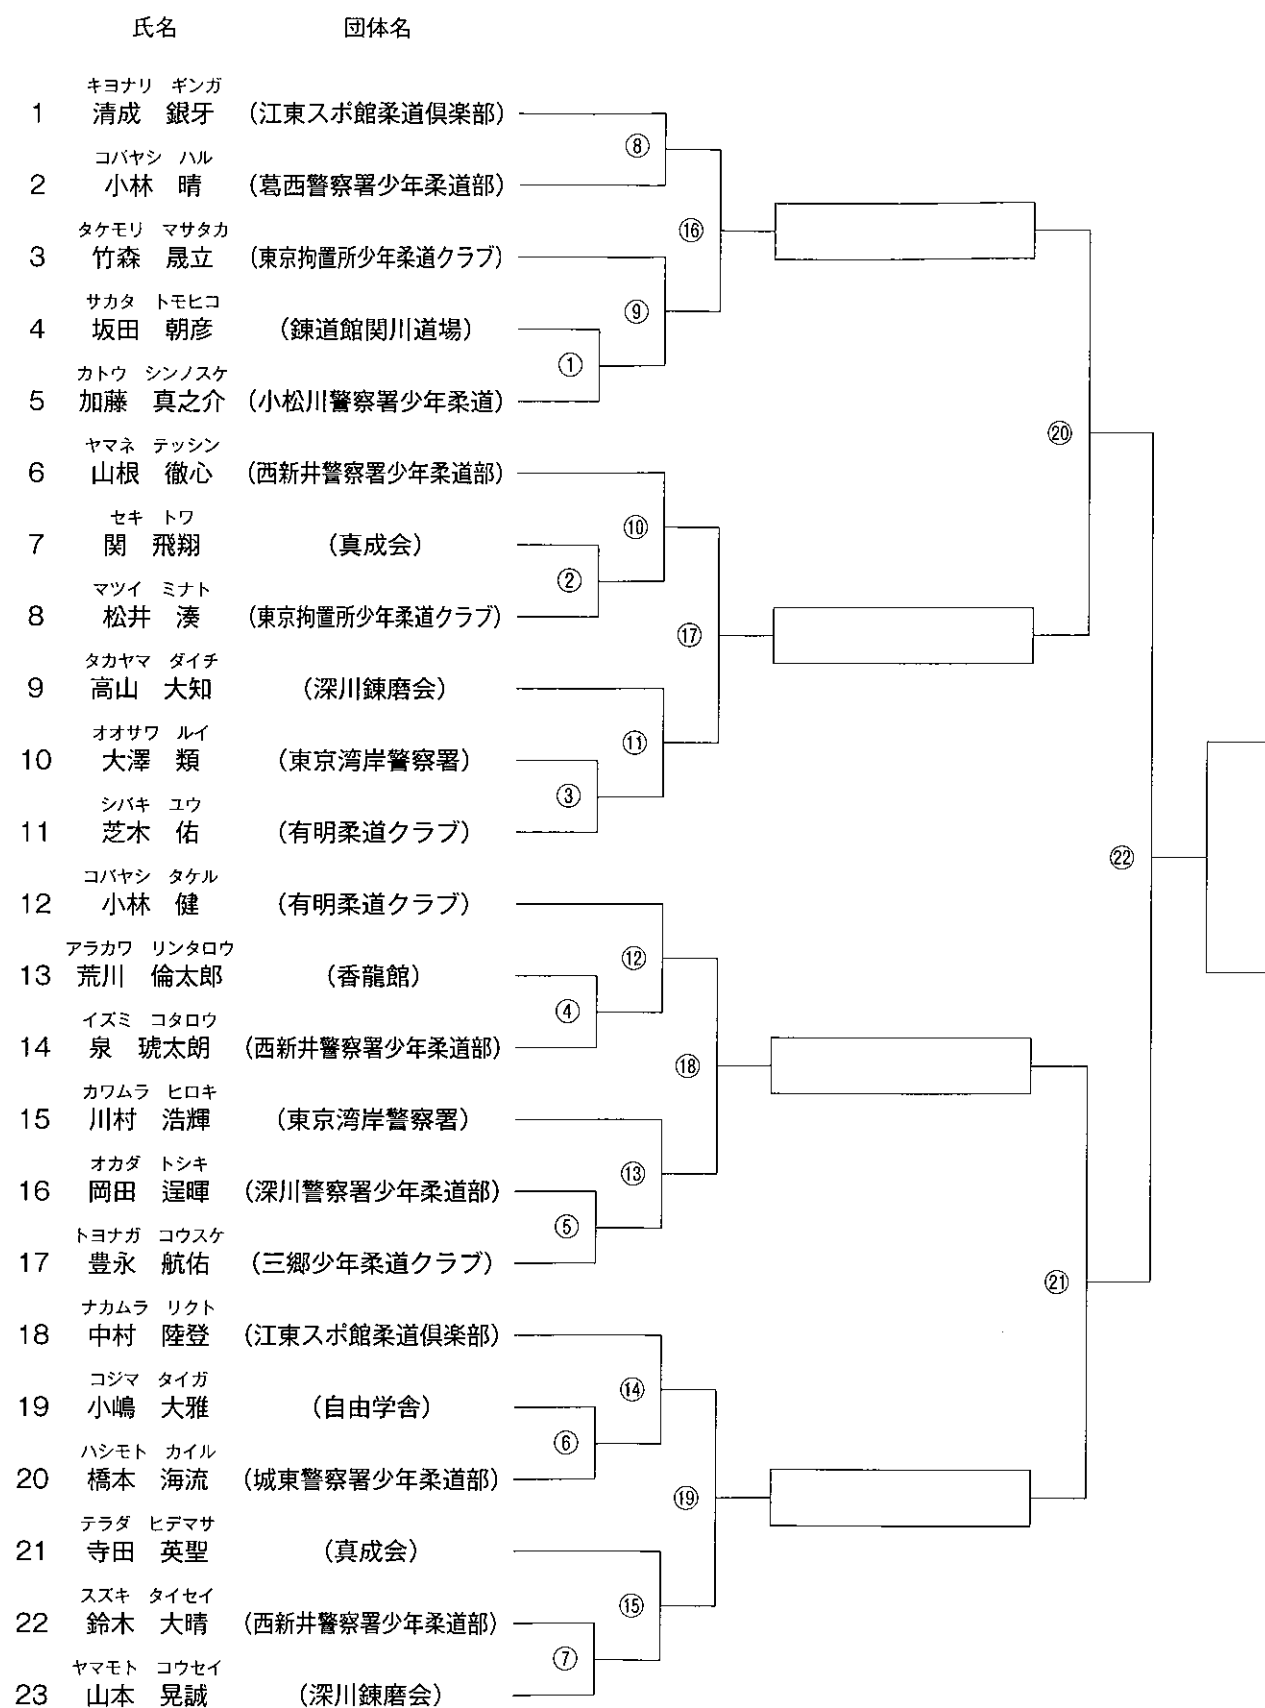 氏名 団体名
キヨナリ ギンガ
1 清成 銀牙 (江東スポ館柔道倶楽部)
⑧
コバヤシ ハル
2 小林 晴 (葛西警察署少年柔道部)
⑯
タケモリ マサタカ
3 竹森 晟立 (東京拘置所少年柔道クラブ)
⑨
サカタ トモヒコ
4 坂田 朝彦 (錬道館関川道場)
①
カトウ シンノスケ
5 加藤 真之介 (小松川警察署少年柔道)
⑳
ヤマネ テッシン
6 山根 徹心 (西新井警察署少年柔道部)
⑩
セキ トワ
7 関 飛翔 (真成会)
②
マツイ ミナト
8 松井 湊 (東京拘置所少年柔道クラブ)
⑰
タカヤマ ダイチ
9 高山 大知 (深川錬磨会)
⑪
オオサワ ルイ
10 大澤 類 (東京湾岸警察署)
③
シバキ ユウ
11 芝木 佑 (有明柔道クラブ)
㉒
コバヤシ タケル
12 小林 健 (有明柔道クラブ)
⑫
アラカワ リンタロウ
13 荒川 倫太郎 (香龍館)
④
イズミ コタロウ
14 泉 琥太朗 (西新井警察署少年柔道部)
⑱
カワムラ ヒロキ
15 川村 浩輝 (東京湾岸警察署)
⑬
オカダ トシキ
16 岡田 逞暉 (深川警察署少年柔道部)
⑤
トヨナガ コウスケ
17 豊永 航佑 (三郷少年柔道クラブ)
㉑
ナカムラ リクト
18 中村 陸登 (江東スポ館柔道倶楽部)
⑭
コジマ タイガ
19 小嶋 大雅 (自由学舎)
⑥
ハシモト カイル
20 橋本 海流 (城東警察署少年柔道部)
⑲
テラダ ヒデマサ
21 寺田 英聖 (真成会)
⑮
スズキ タイセイ
22 鈴木 大晴 (西新井警察署少年柔道部)
⑦
ヤマモト コウセイ
23 山本 晃誠 (深川錬磨会)